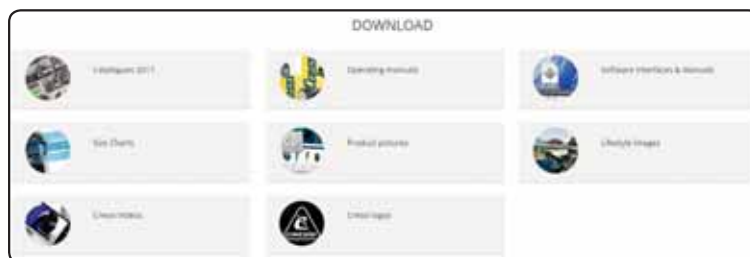 DOWNLOAD
Catalogues 2017
Operating manuals
Software Interfaces & Manuals
Size Charts
Product pictures
Lifestyle Images
Cressi Videos
Cressi logos